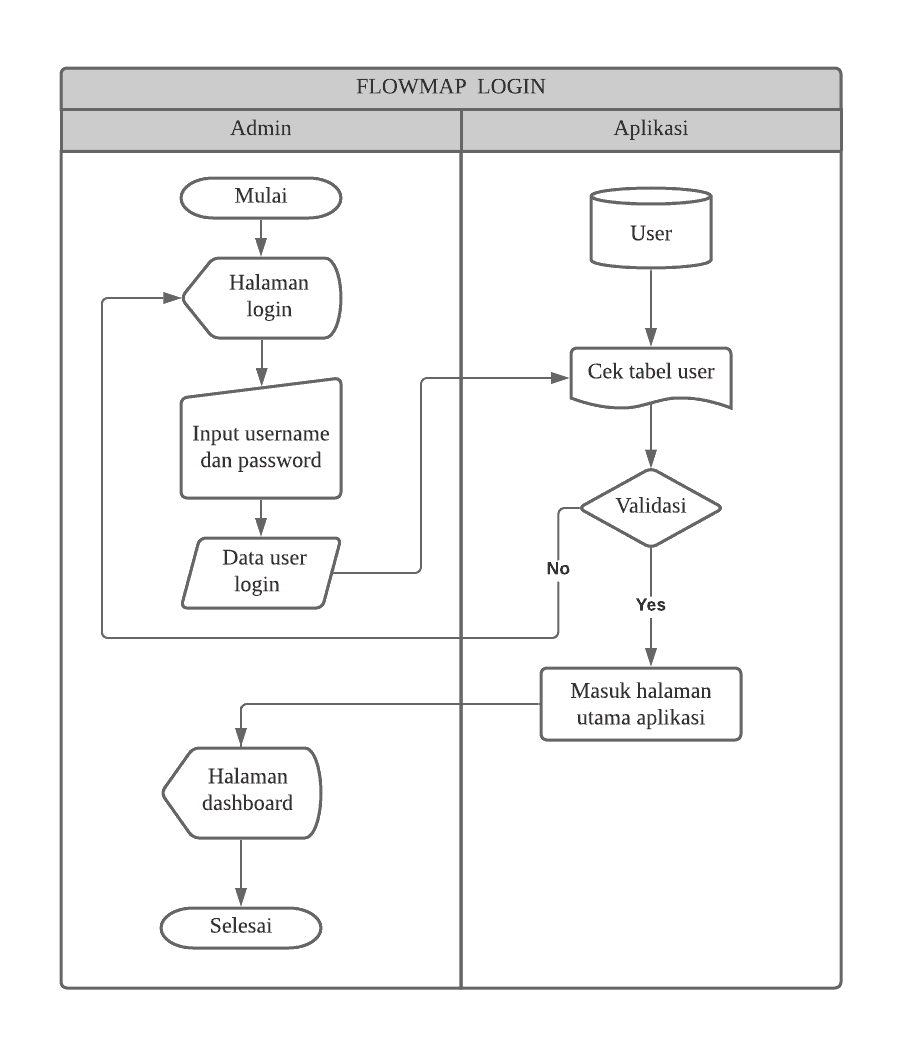 FLOWMAP LOGIN
Admin
Aplikasi
Mulai
User
Halaman
login
Cek tabel user
Input username
dan password
Validasi
Data user
login
No
Yes
Masuk halaman
utama aplikasi
Halaman
dashboard
Selesai